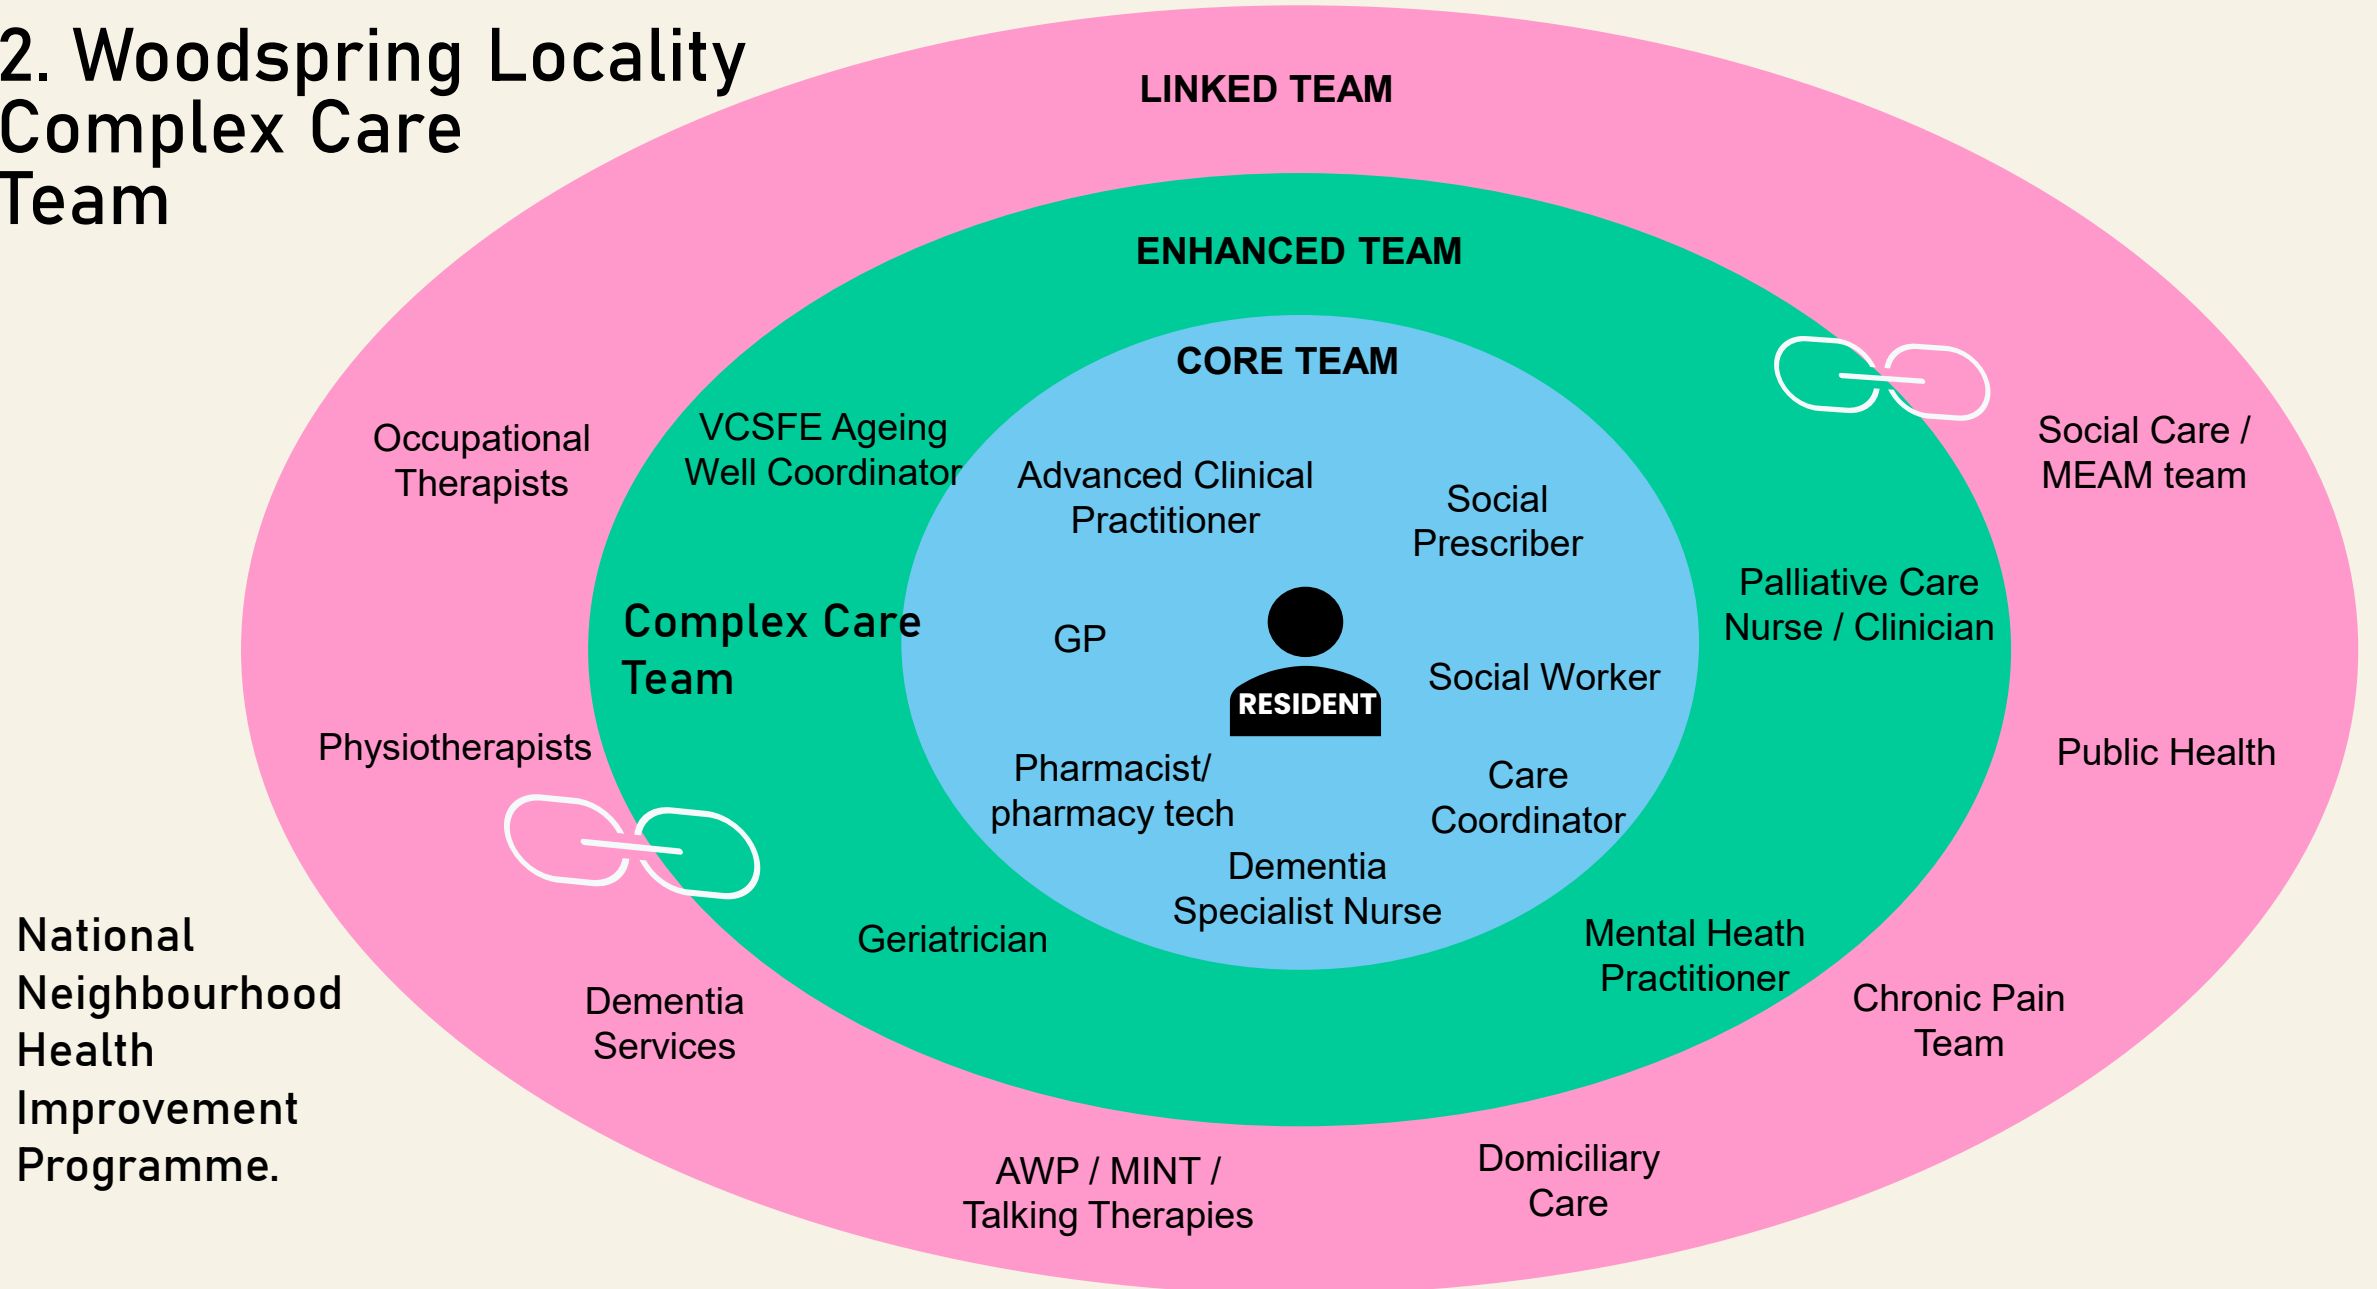 2. Woodspring Locality
Complex Care
Team
LINKED TEAM
ENHANCED TEAM
CORE TEAM
Occupational
Therapists
VCSFE Ageing
Well Coordinator
Advanced Clinical
Practitioner
Social
Prescriber
Social Care /
MEAM team
Complex Care
Team
GP
RESIDENT
Social Worker
Palliative Care
Nurse / Clinician
Physiotherapists
Pharmacist/
pharmacy tech
Care
Coordinator
Public Health
Dementia
Specialist Nurse
Geriatrician
Mental Heath
Practitioner
Dementia
Services
Chronic Pain
Team
AWP / MINT /
Talking Therapies
Domiciliary
Care
National
Neighbourhood
Health
Improvement
Programme.